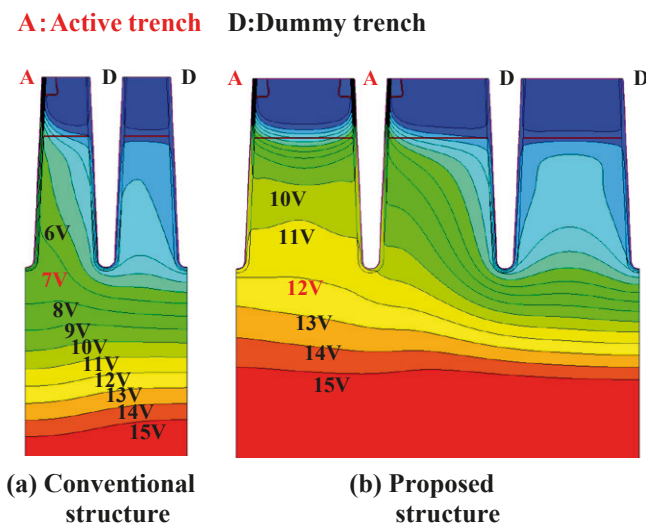 A: Active trench D:Dummy trench
A D D A A D D
6V
7V
8V
9V
10V
11V
12V
13V
14V
15V
10V
11V
12V
13V
14V
15V
(a) Conventional
structure
(b) Proposed
structure